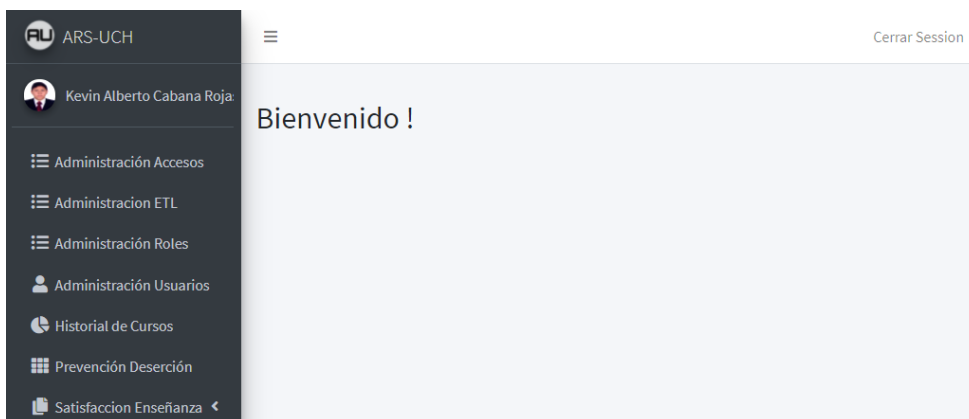 AU ARS-UCH
Cerrar Session
Kevin Alberto Cabana Roja
Bienvenido !
Administración Accesos
Administracion ETL
Administración Roles
Administración Usuarios
Historial de Cursos
Prevención Deserción
Satisfaccion Enseñanza